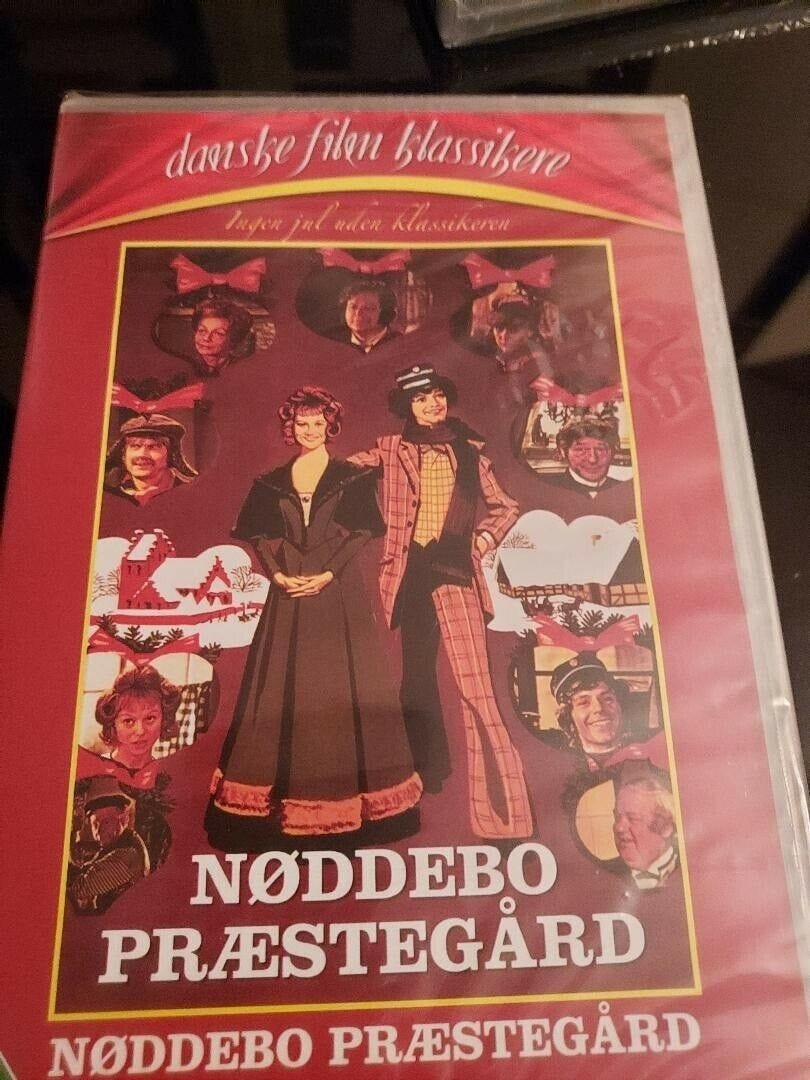 danske film klassikere
Ingen jul uden klassikeren
NØDDEBO
PRÆSTEGÅRD
NØDDEBO PRÆSTEGÅRD